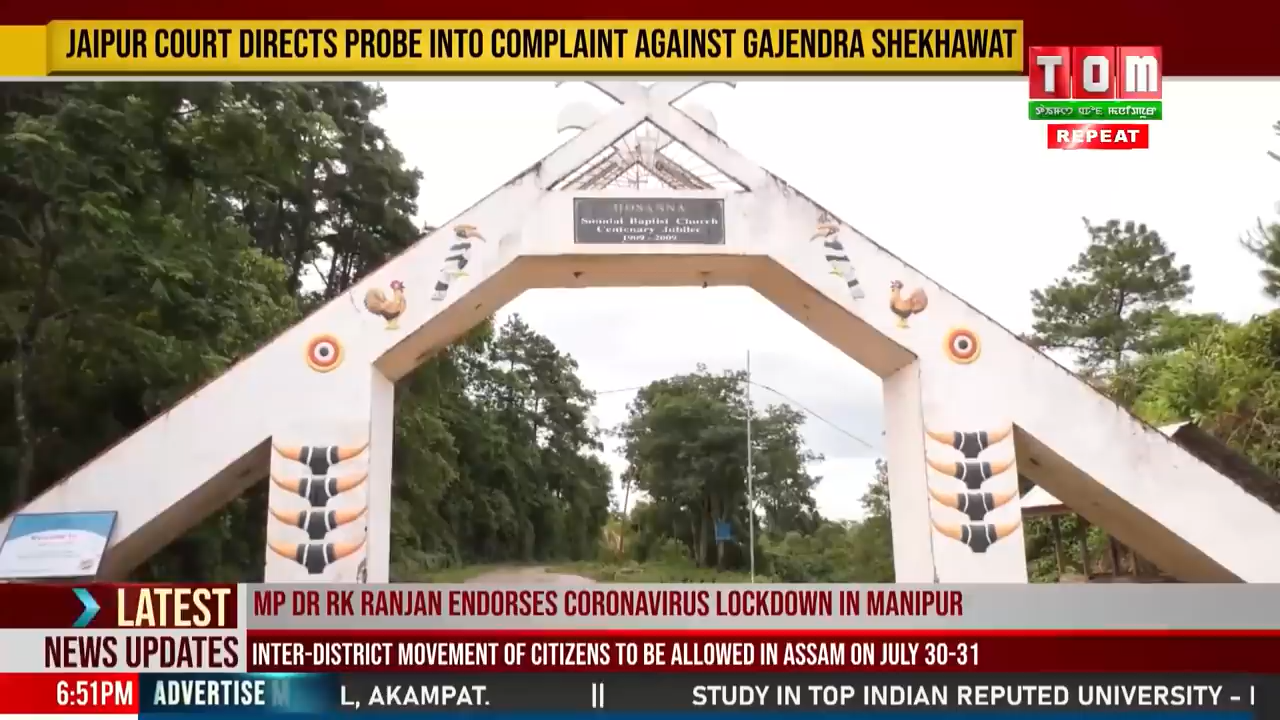 JAIPUR COURT DIRECTS PROBE INTO COMPLAINT AGAINST GAJENDRA SHEKHAWAT
TOM
REPEAT
HOSANNA
Somdal Baptist Church
Centenary Jubilee
1909 - 2009
LATEST
NEWS UPDATES
MP DR RK RANJAN ENDORSES CORONAVIRUS LOCKDOWN IN MANIPUR
INTER-DISTRICT MOVEMENT OF CITIZENS TO BE ALLOWED IN ASSAM ON JULY 30-31
6:51PM
ADVERTISE
L, AKAMPAT. || STUDY IN TOP INDIAN REPUTED UNIVERSITY -